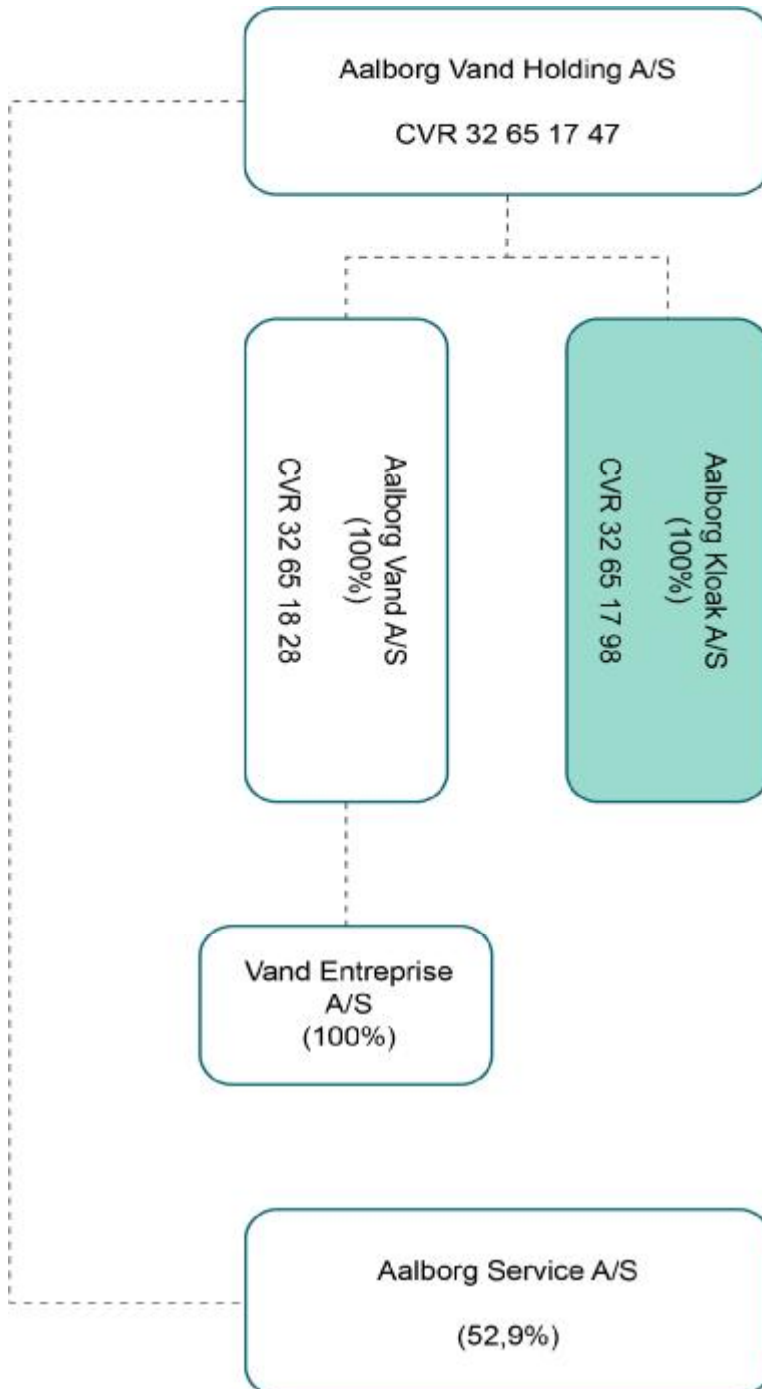 Aalborg Vand Holding A/S
CVR 32 65 17 47
Aalborg Vand A/S
(100%)
CVR 32 65 18 28
Aalborg Kloak A/S
(100%)
CVR 32 65 17 98
Vand Entreprise
A/S
(100%)
Aalborg Service A/S
(52,9%)